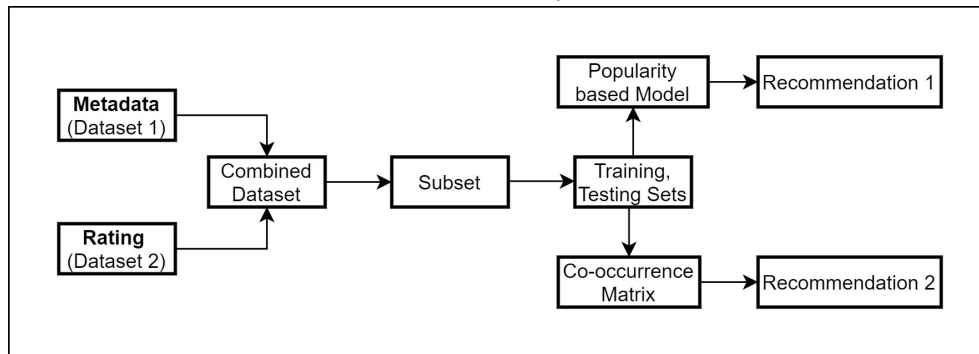 Metadata
(Dataset 1)
Rating
(Dataset 2)
Combined
Dataset
Subset
Training,
Testing Sets
Popularity
based Model
Recommendation 1
Co-occurrence
Matrix
Recommendation 2